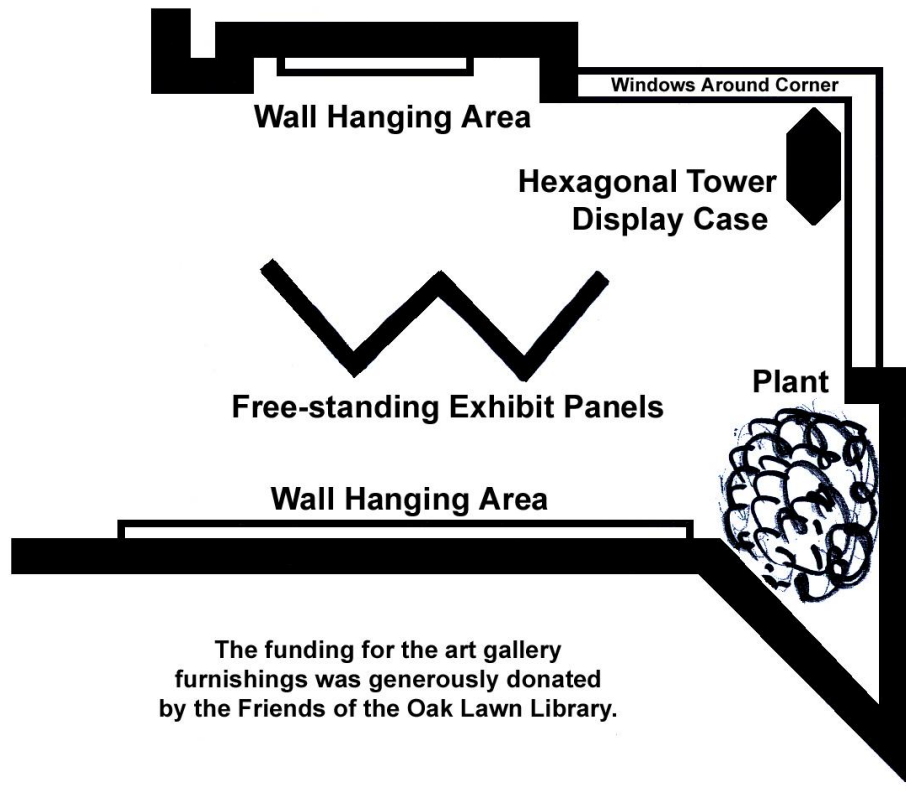 Windows Around Corner
Wall Hanging Area
Hexagonal Tower
Display Case
Plant
Free-standing Exhibit Panels
Wall Hanging Area
The funding for the art gallery
furnishings was generously donated
by the Friends of the Oak Lawn Library.